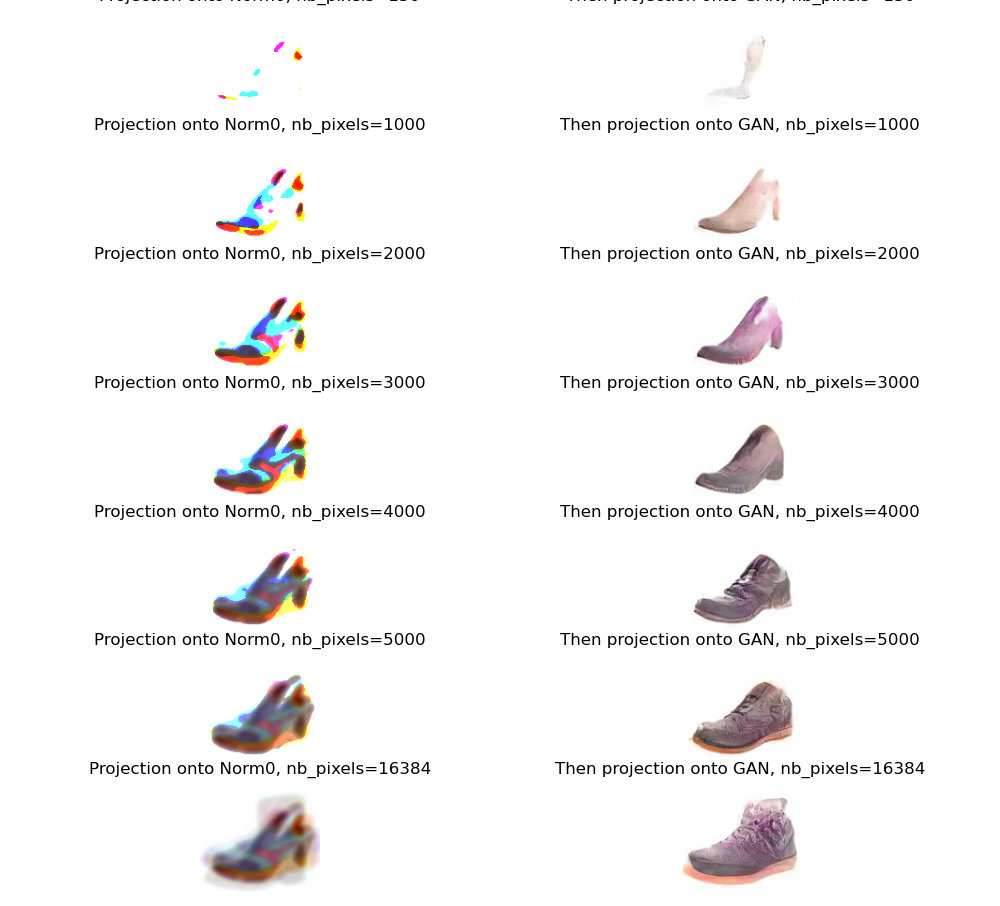 Projection onto Norm0, nb_pixels=1000
Then projection onto GAN, nb_pixels=1000
Projection onto Norm0, nb_pixels=2000
Then projection onto GAN, nb_pixels=2000
Projection onto Norm0, nb_pixels=3000
Then projection onto GAN, nb_pixels=3000
Projection onto Norm0, nb_pixels=4000
Then projection onto GAN, nb_pixels=4000
Projection onto Norm0, nb_pixels=5000
Then projection onto GAN, nb_pixels=5000
Projection onto Norm0, nb_pixels=16384
Then projection onto GAN, nb_pixels=16384